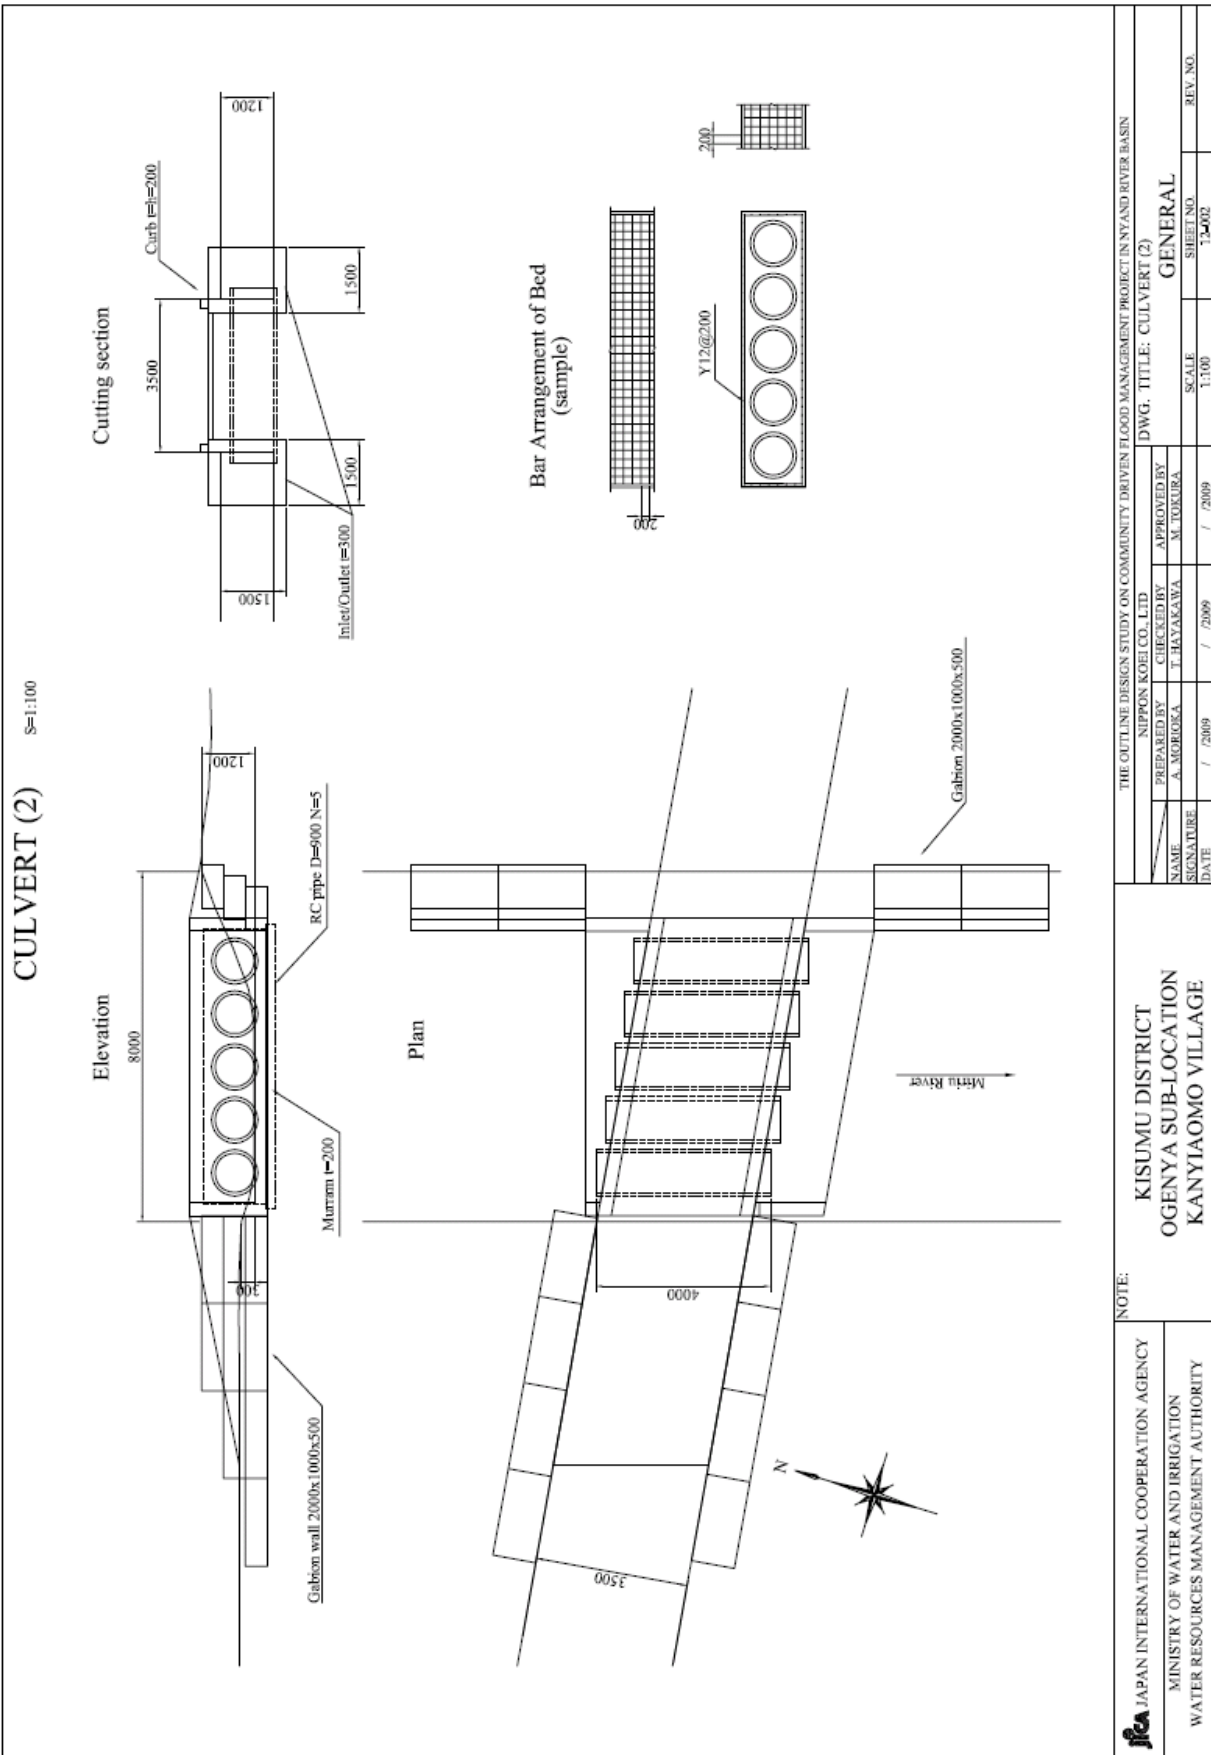 CULVERT (2)
S=1:100
Elevation
8000
1200
300
RC pipe D=900 N=5
Murram t=200
Gabion wall 2000x1000x500
Cutting section
Curb t=h=200
3500
1200
1500
1500
1500
Inlet/Outlet t=300
Plan
4000
3500
N
Miriu River
Gabion 2000x1000x500
Bar Arrangement of Bed
(sample)
200
200
Y12@200
jica JAPAN INTERNATIONAL COOPERATION AGENCY
MINISTRY OF WATER AND IRRIGATION
WATER RESOURCES MANAGEMENT AUTHORITY
NOTE:
KISUMU DISTRICT
OGENYA SUB-LOCATION
KANYIAOMO VILLAGE
THE OUTLINE DESIGN STUDY ON COMMUNITY DRIVEN FLOOD MANAGEMENT PROJECT IN NYAND RIVER BASIN
NIPPON KOEI CO., LTD
PREPARED BY CHECKED BY APPROVED BY
NAME A. MORIOKA T. HAYAKAWA M. TOKURA
SIGNATURE
DATE / /2009 / /2009 / /2009
DWG. TITLE: CULVERT (2)
GENERAL
SCALE SHEET NO. REV. NO.
1:100 12-002